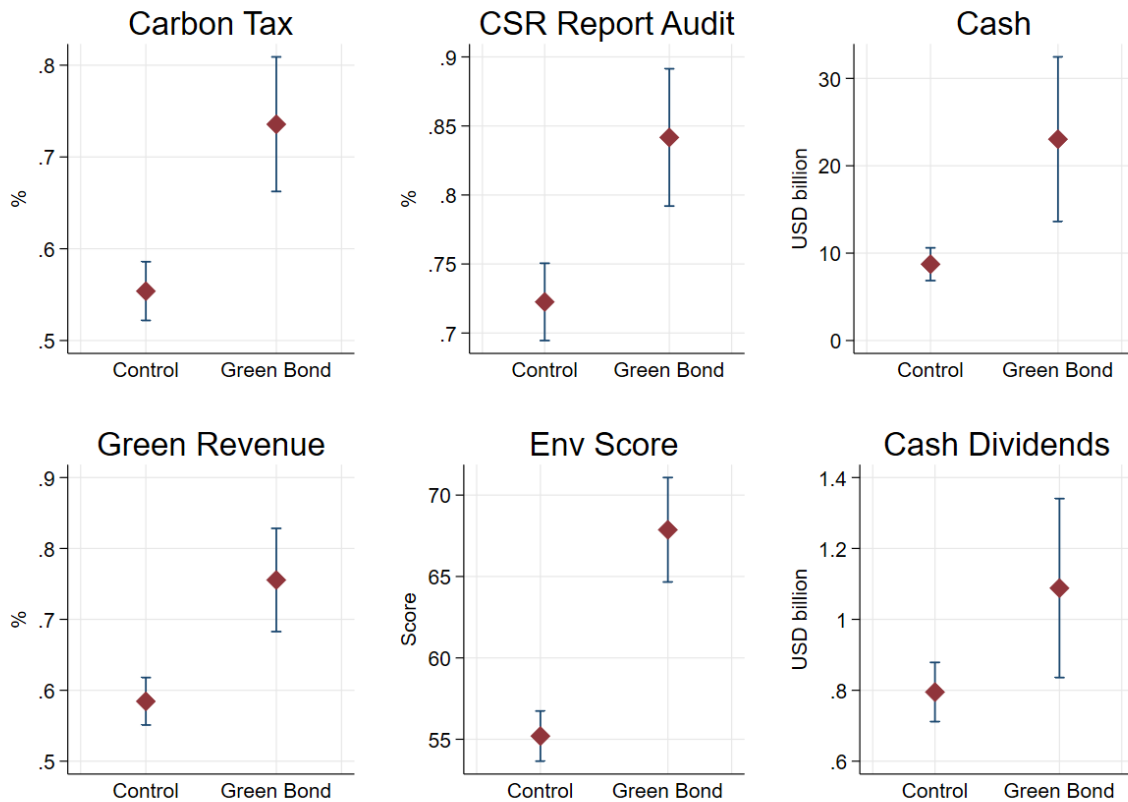 Carbon Tax
%
.8
.7
.6
.5
Control Green Bond
CSR Report Audit
%
.9
.85
.8
.75
.7
Control Green Bond
Cash
USD billion
30
20
10
0
Control Green Bond
Green Revenue
%
.9
.8
.7
.6
.5
Control Green Bond
Env Score
Score
70
65
60
55
Control Green Bond
Cash Dividends
USD billion
1.4
1.2
1
.8
.6
Control Green Bond